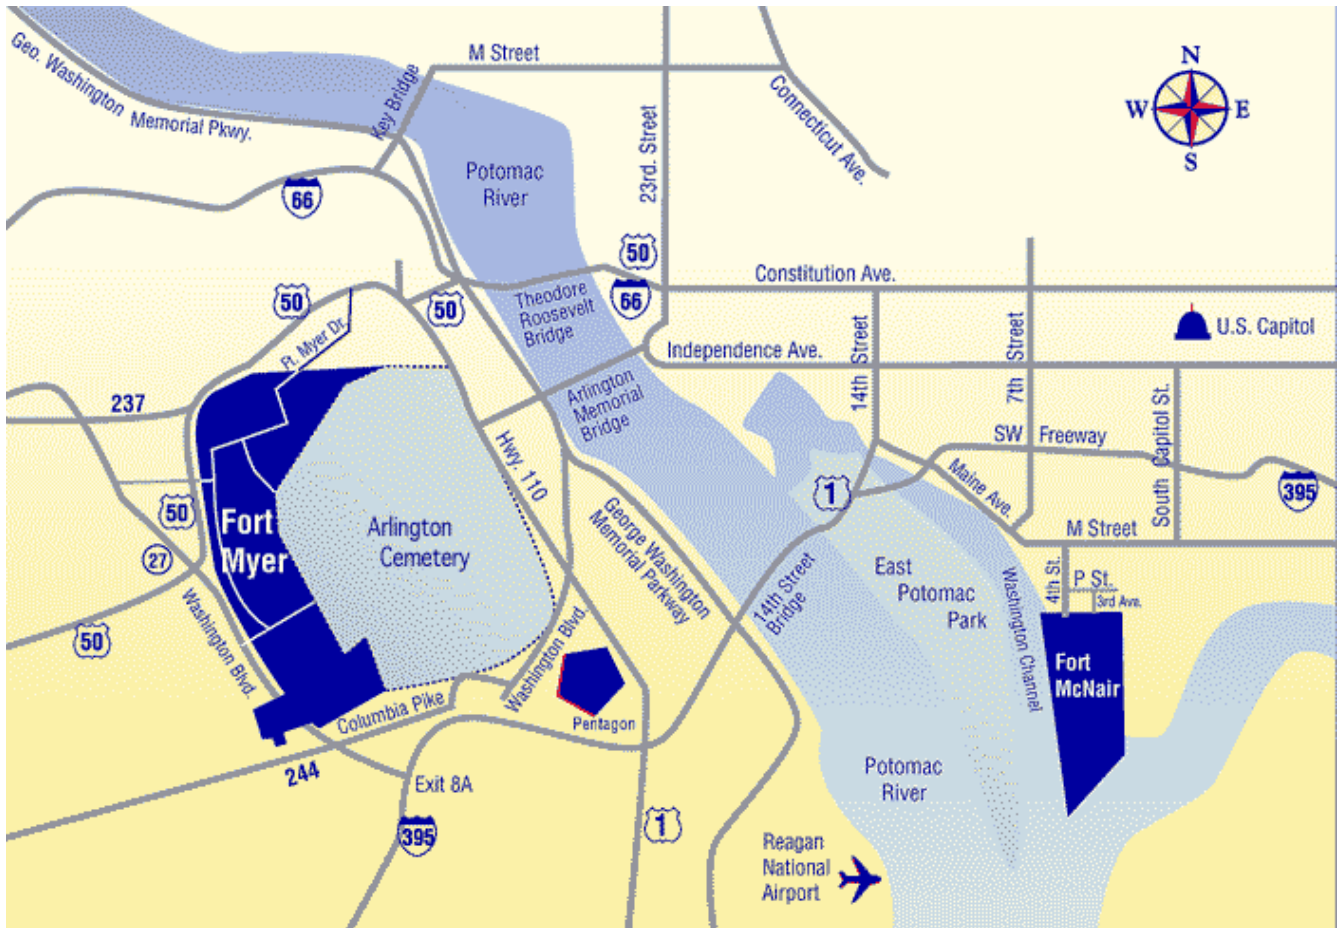 M Street
N
W
E
S
Geo. Washington
Memorial Pkwy.
Key Bridge
23rd. Street
Connecticut Ave.
Potomac
River
66
50
Constitution Ave.
66
50
50
Theodore
Roosevelt
Bridge
Ft. Myer Dr.
14th Street
7th Street
U.S. Capitol
Independence Ave.
237
Arlington
Memorial
Bridge
Hwy. 110
SW Freeway
South Capitol St.
Maine Ave.
1
395
50
Fort
Myer
Arlington
Cemetery
George Washington
Memorial Parkway
M Street
27
East
Potomac
Park
Washington Channel
4th St.
P St.
3rd Ave.
14th Street
Bridge
50
Washington Blvd.
Washington Blvd.
Fort
McNair
Columbia Pike
Pentagon
244
Exit 8A
Potomac
River
395
1
Reagan
National
Airport